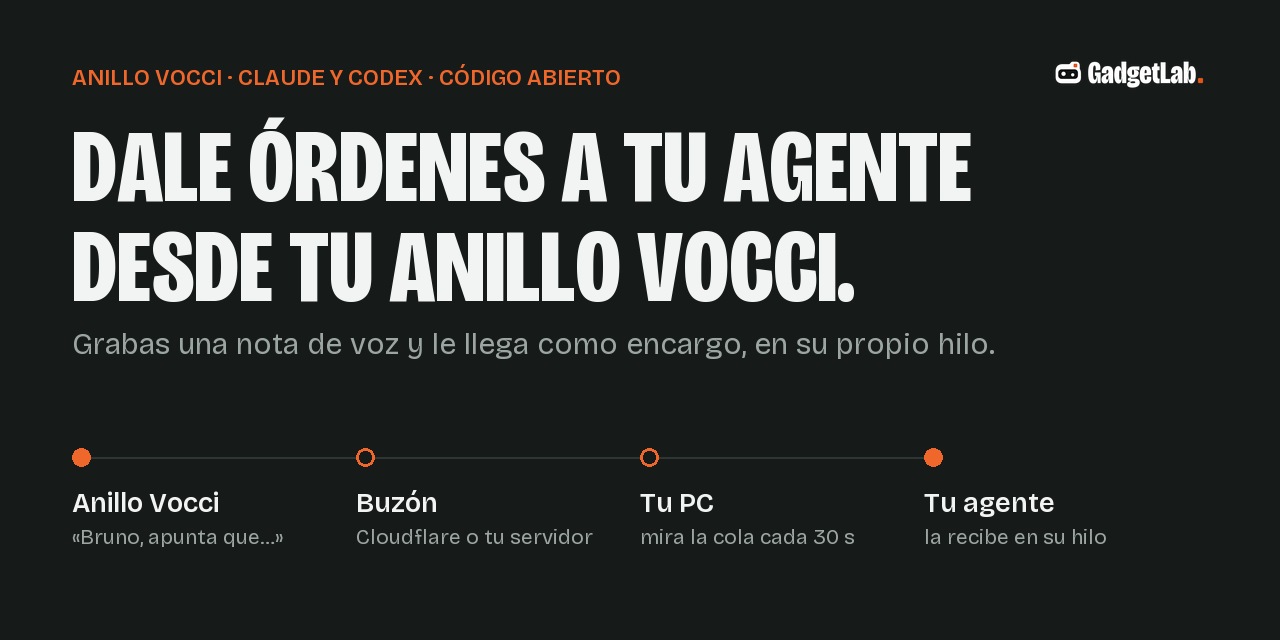 ANILLO VOCCI · CLAUDE Y CODEX · CÓDIGO ABIERTO
GadgetLab.
DALE ÓRDENES A TU AGENTE
DESDE TU ANILLO VOCCI.
Grabas una nota de voz y le llega como encargo, en su propio hilo.
Anillo Vocci
«Bruno, apunta que…»
Buzón
Cloudflare o tu servidor
Tu PC
mira la cola cada 30 s
Tu agente
la recibe en su hilo